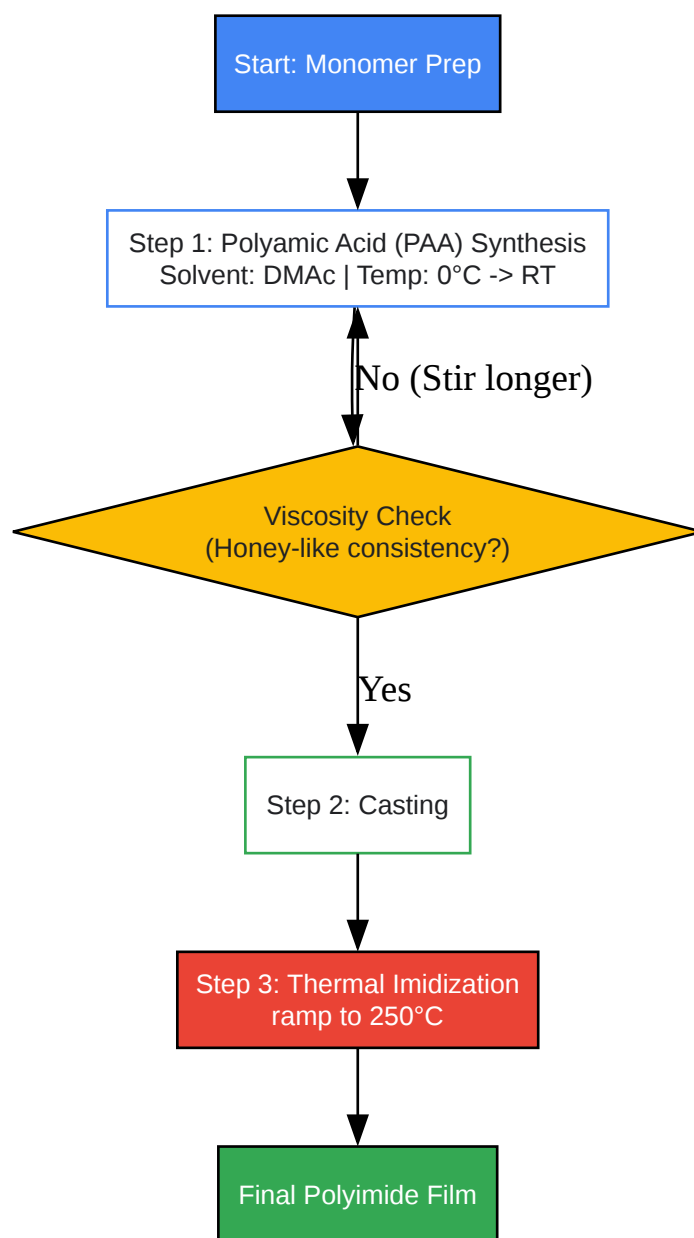 Start: Monomer Prep
Step 1: Polyamic Acid (PAA) Synthesis
Solvent: DMAc | Temp: 0°C -> RT
No (Stir longer)
Viscosity Check
(Honey-like consistency?)
Yes
Step 2: Casting
Step 3: Thermal Imidization
ramp to 250°C
Final Polyimide Film